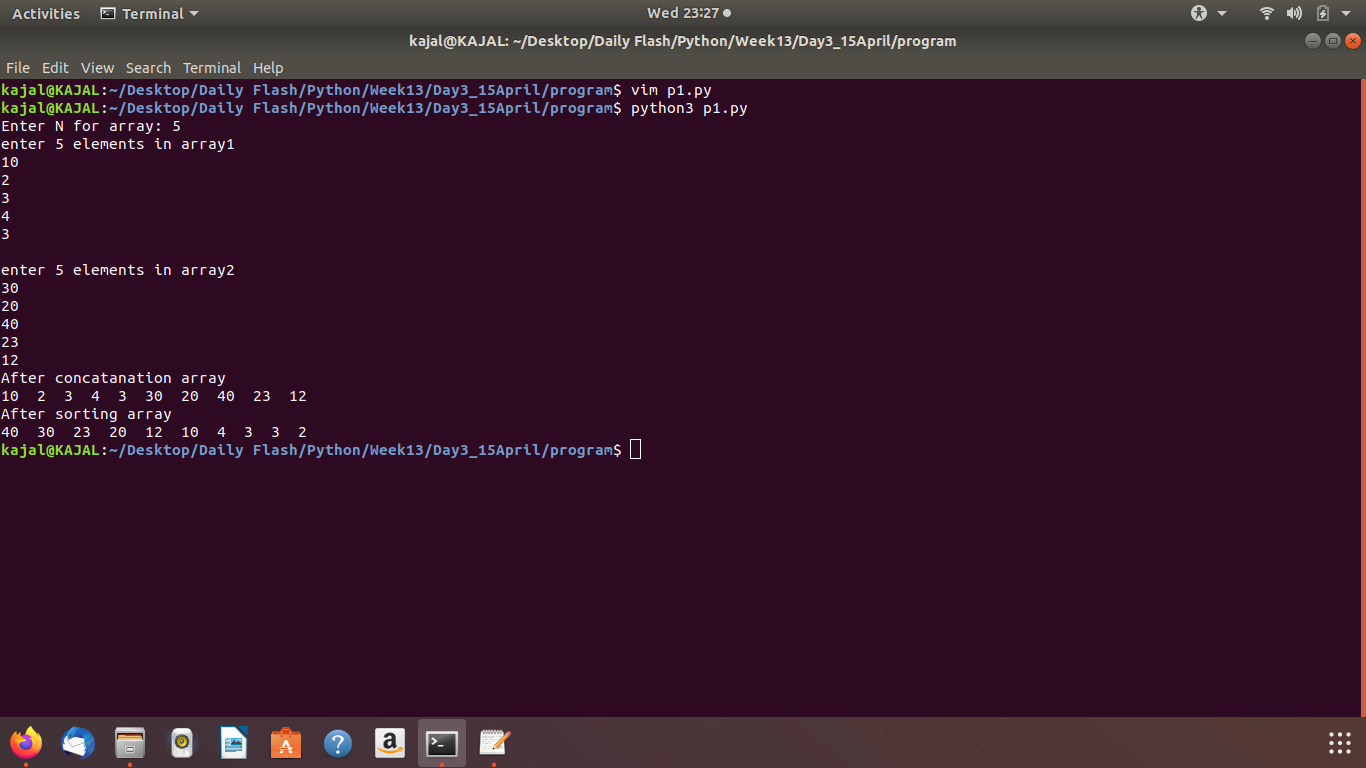 Activities Terminal Wed 23:27
kajal@KAJAL: ~/Desktop/Daily Flash/Python/Week13/Day3_15April/program
File Edit View Search Terminal Help
kajal@KAJAL:~/Desktop/Daily Flash/Python/Week13/Day3_15April/program$ vim p1.py
kajal@KAJAL:~/Desktop/Daily Flash/Python/Week13/Day3_15April/program$ python3 p1.py
Enter N for array: 5
enter 5 elements in array1
10
2
3
4
3
enter 5 elements in array2
30
20
40
23
12
After concatanation array
10 2 3 4 3 30 20 40 23 12
After sorting array
40 30 23 20 12 10 4 3 3 2
kajal@KAJAL:~/Desktop/Daily Flash/Python/Week13/Day3_15April/program$